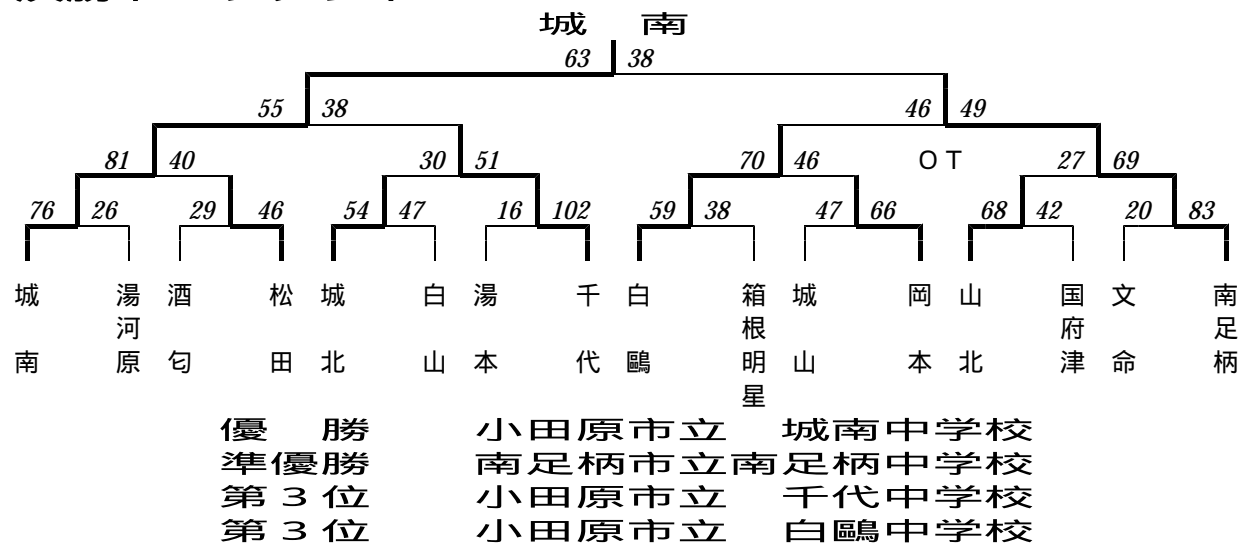 城　南
63 38
55 38 46 49
81 40 30 51 70 46 ＯＴ 27 69
76 26 29 46 54 47 16 102 59 38 47 66 68 42 20 83
城南 湯河原 酒匂 松田 城北 白山 湯本 千代 白鷗 箱根明星 城山 岡本 山北 国府津 文命 南足柄
優　勝　小田原市立　城南中学校
準優勝　南足柄市立南足柄中学校
第３位　小田原市立　千代中学校
第３位　小田原市立　白鷗中学校